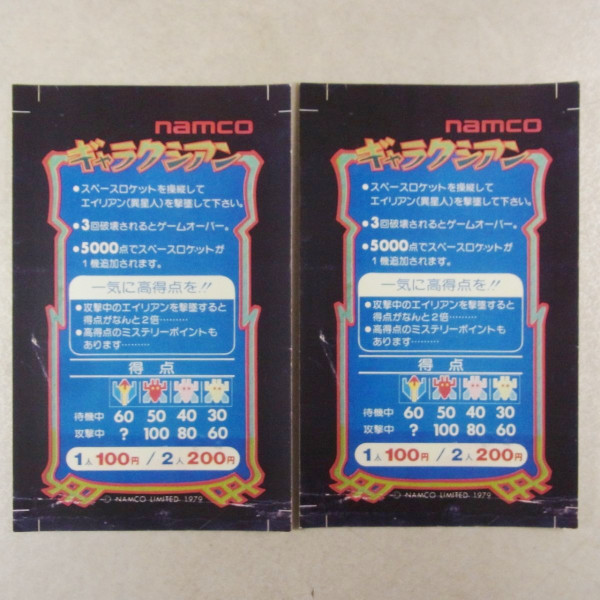 namco
ギャラクシアン
●スペースロケットを操縦して
エイリアン(異星人)を撃墜して下さい。
●3回破壊されるとゲームオーバー。
●5000点でスペースロケットが
1機追加されます。
一気に高得点を!!
●攻撃中のエイリアンを撃墜すると
得点がなんと2倍………
●高得点のミステリーポイントも
あります………
得点
待機中 60 50 40 30
攻撃中 ? 100 80 60
1人100円 / 2人200円
© NAMCO LIMITED 1979
namco
ギャラクシアン
●スペースロケットを操縦して
エイリアン(異星人)を撃墜して下さい。
●3回破壊されるとゲームオーバー。
●5000点でスペースロケットが
1機追加されます。
一気に高得点を!!
●攻撃中のエイリアンを撃墜すると
得点がなんと2倍………
●高得点のミステリーポイントも
あります………
得点
待機中 60 50 40 30
攻撃中 ? 100 80 60
1人100円 / 2人200円
© NAMCO LIMITED 1979